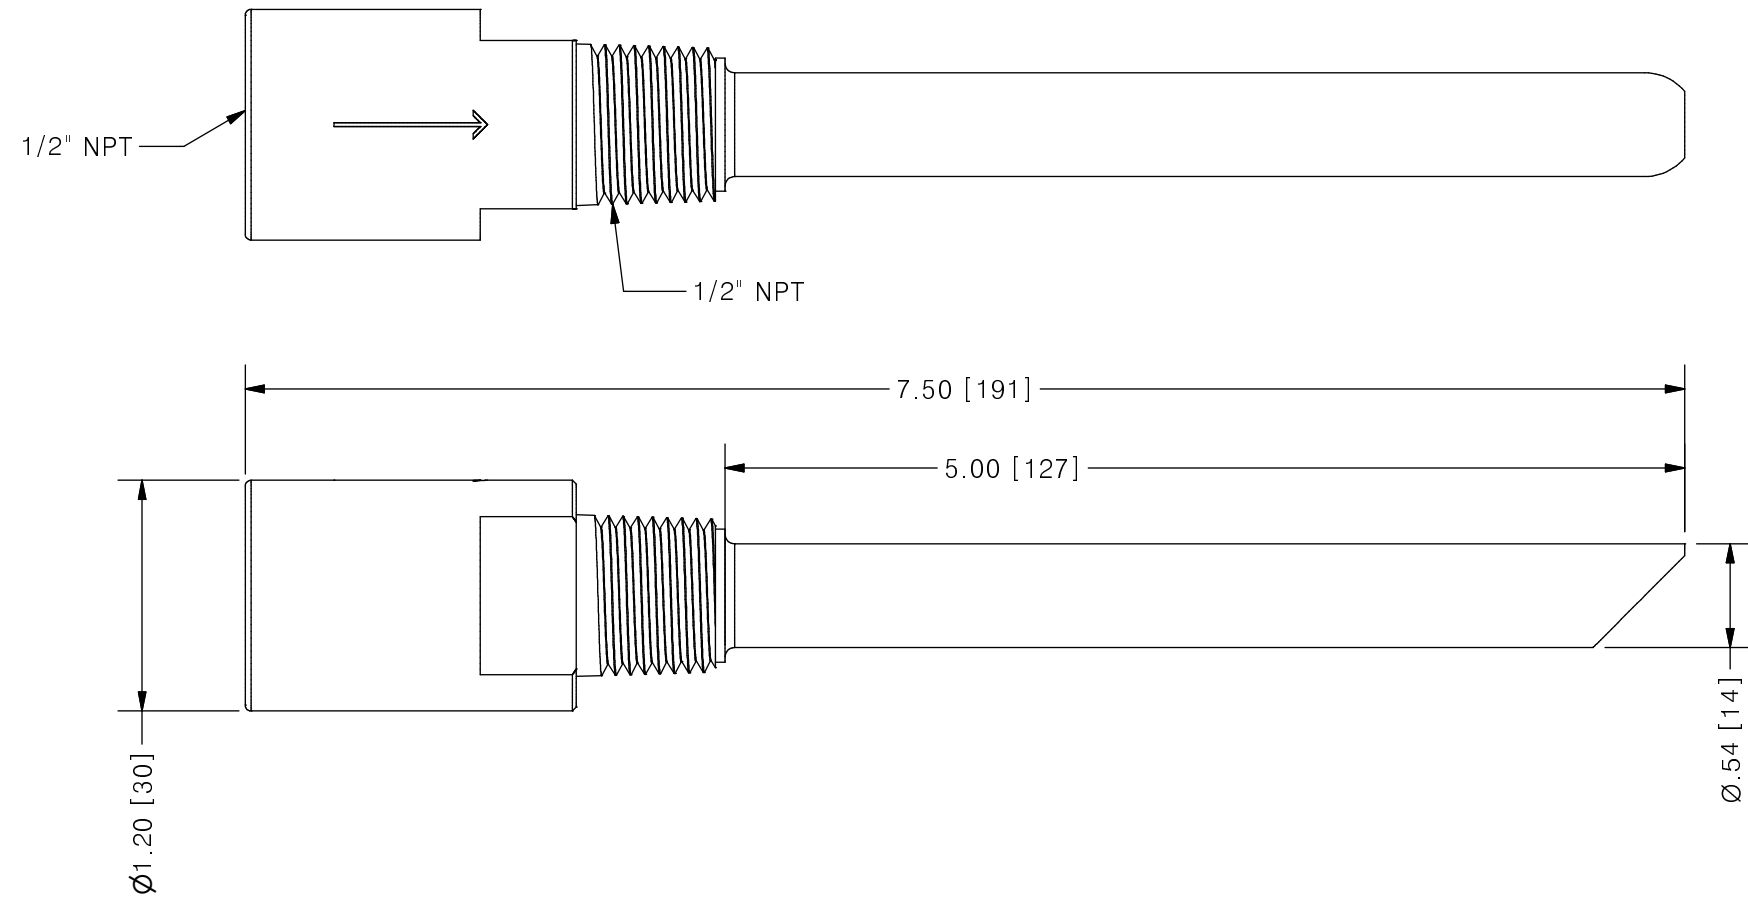 1/2" NPT
1/2" NPT
7.50 [191]
5.00 [127]
Ø.54 [14]
Ø1.20 [30]